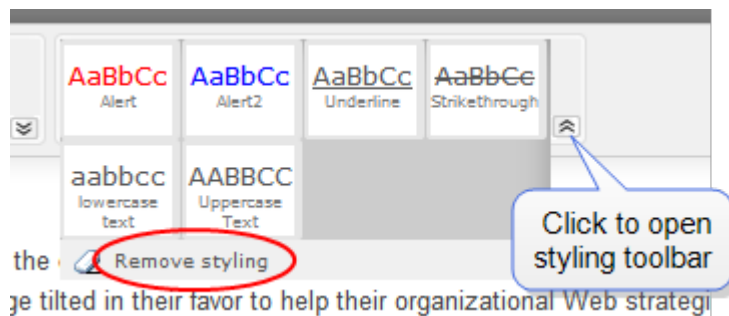 AaBbCc AaBbCc AaBbCc AaBbCc
Alert Alert2 Underline Strikethrough
aabbcc AABBCC
lowercase Uppercase
text Text
Click to open
styling toolbar
the Remove styling
ge tilted in their favor to help their organizational Web strategi